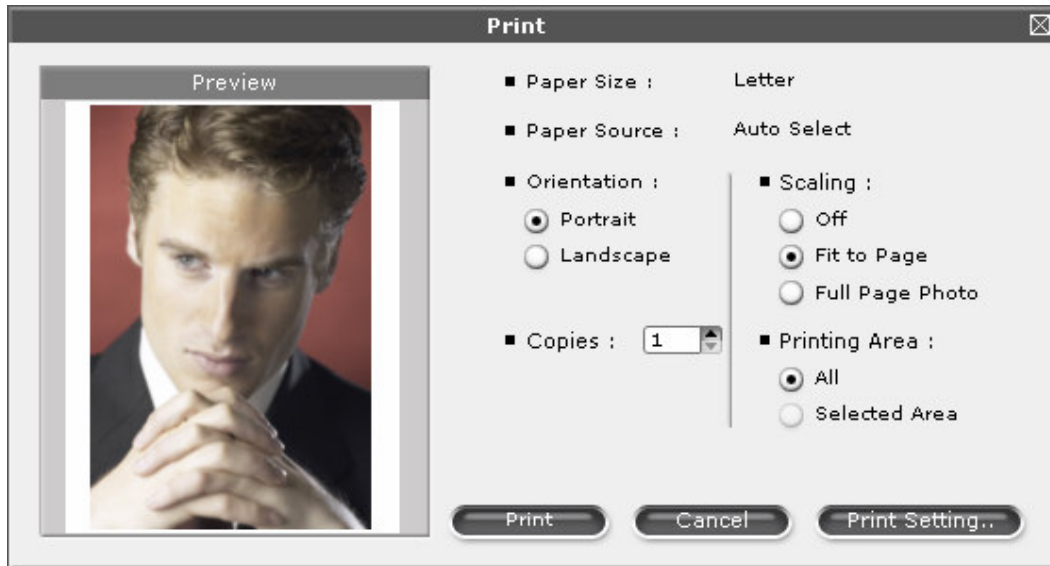 Print
Preview
Paper Size : Letter
Paper Source : Auto Select
Orientation :
Portrait
Landscape
Copies : 1
Scaling :
Off
Fit to Page
Full Page Photo
Printing Area :
All
Selected Area
Print
Cancel
Print Setting..